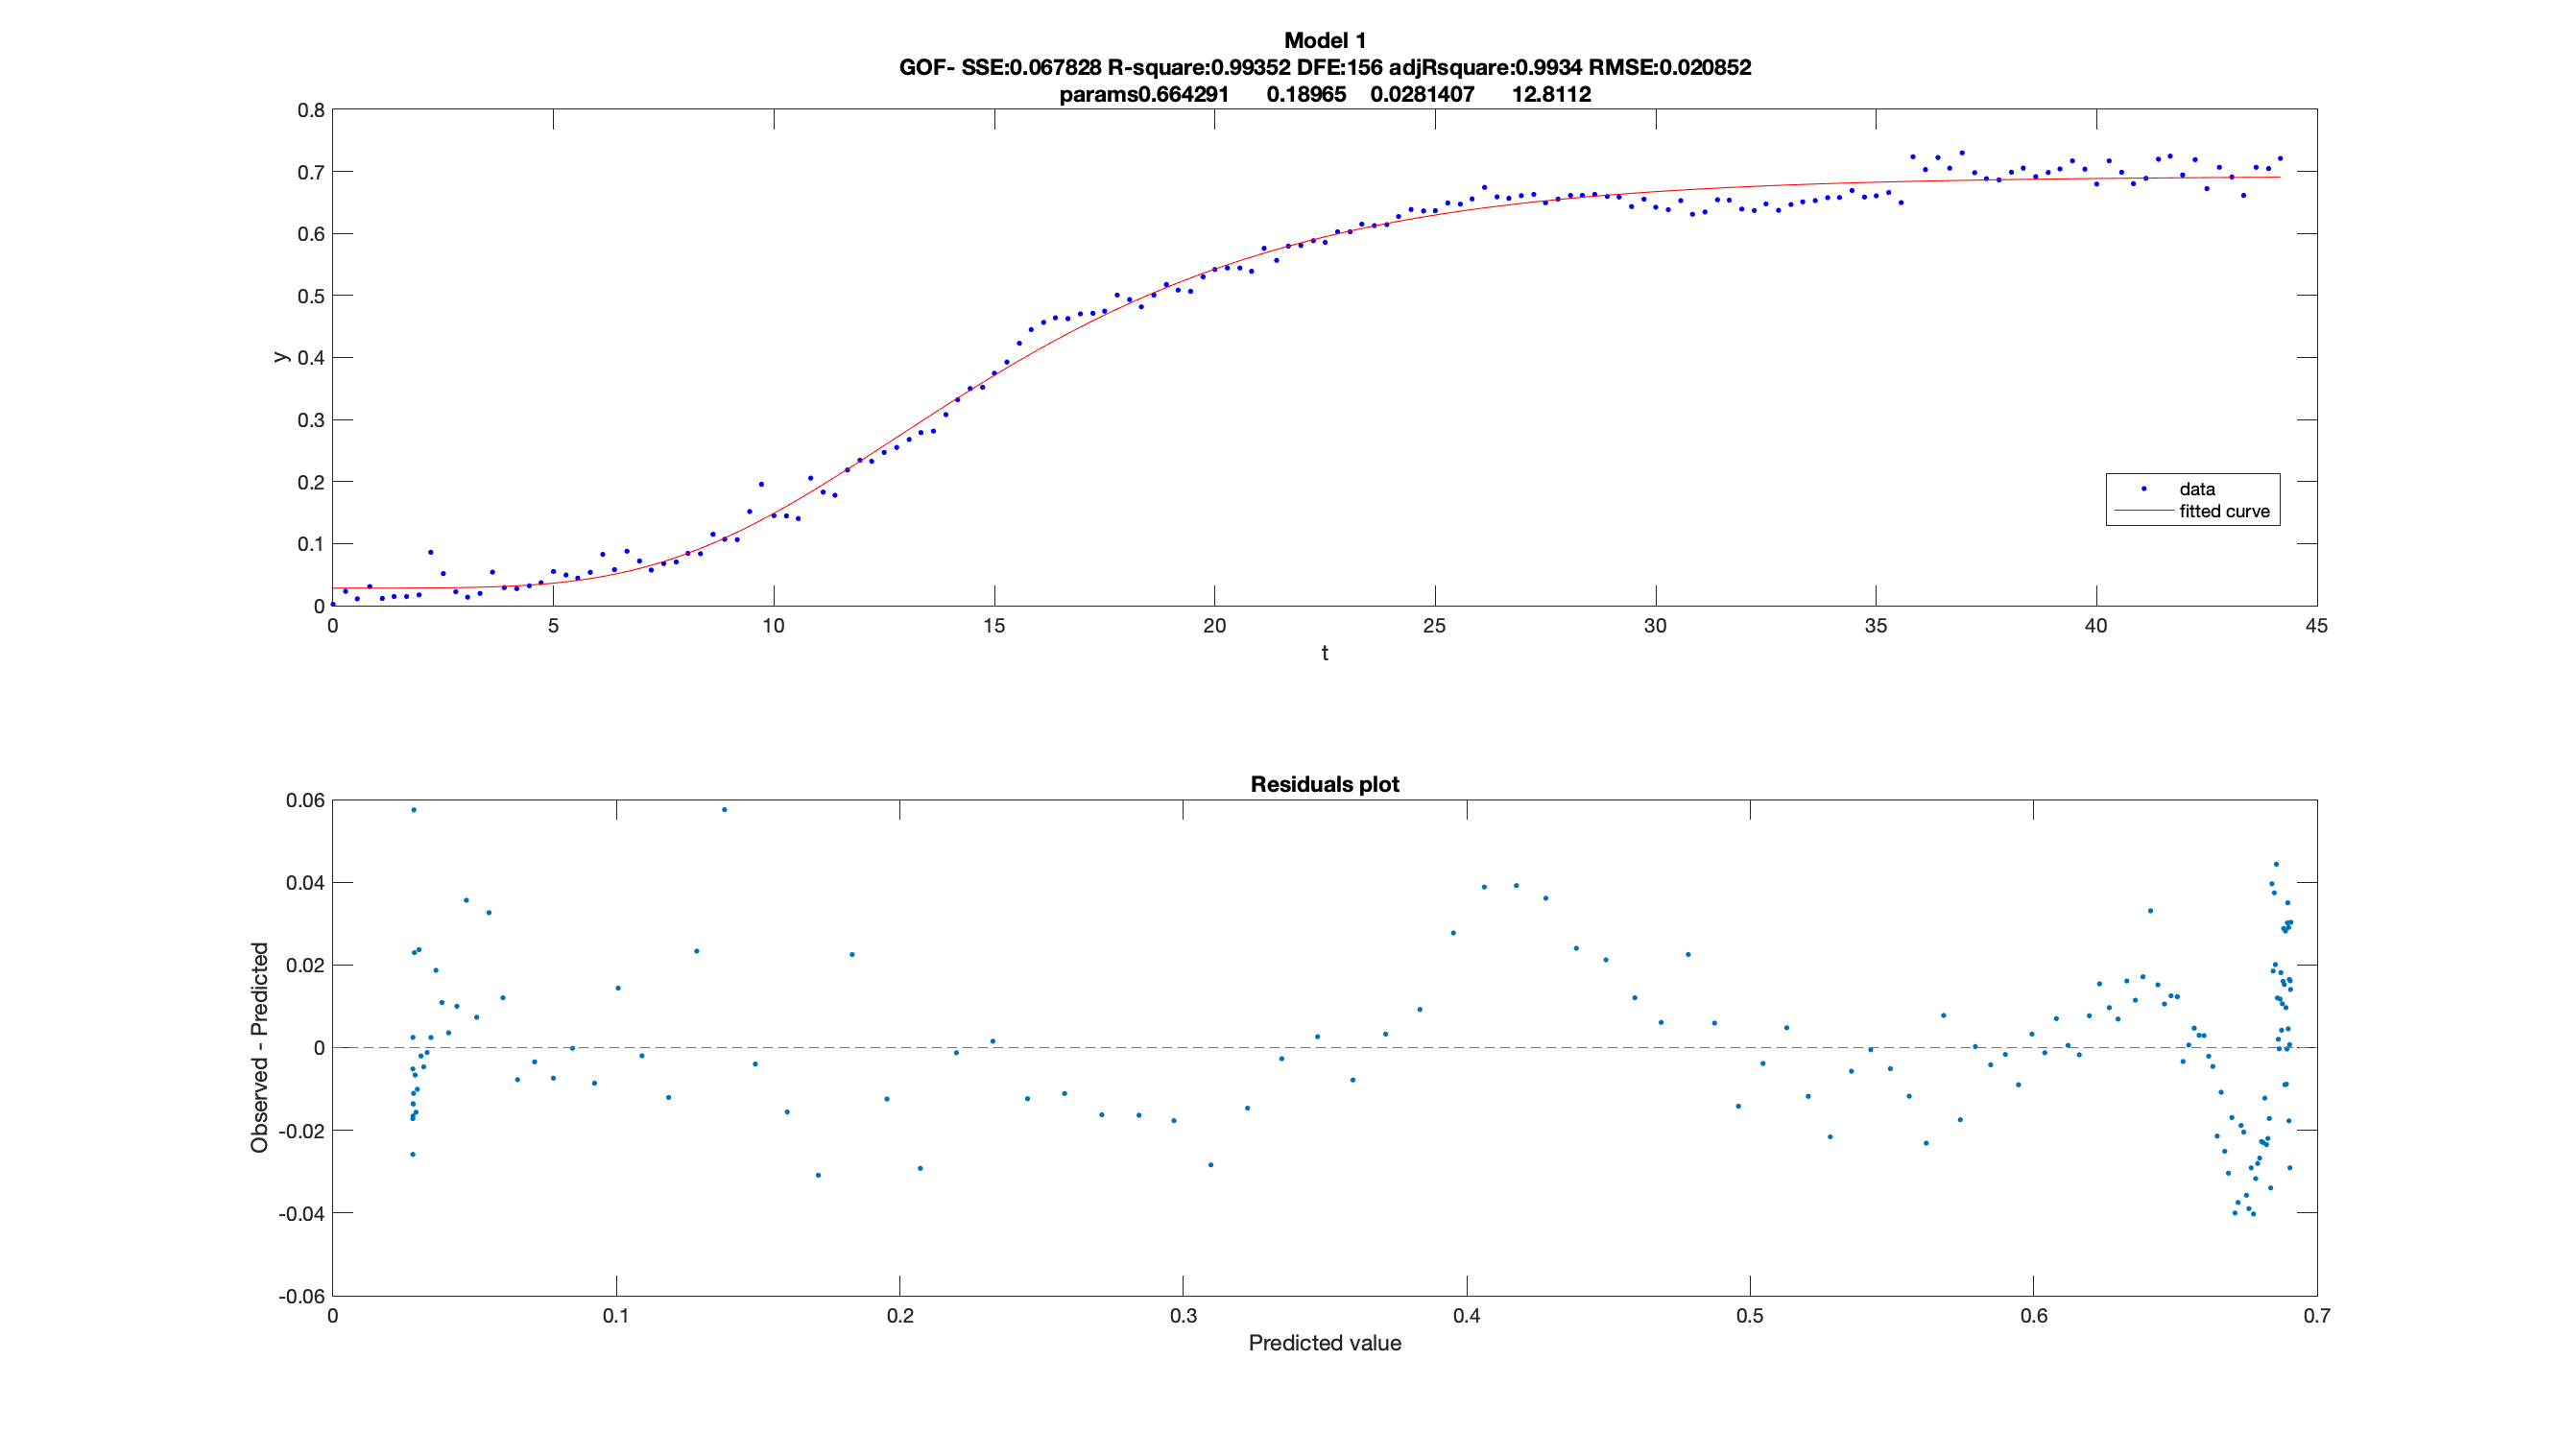 Model 1
GOF- SSE:0.067828 R-square:0.99352 DFE:156 adjRsquare:0.9934 RMSE:0.020852
params0.664291 0.18965 0.0281407 12.8112
0.8
0.7
0.6
0.5
0.4
0.3
0.2
0.1
0
y
0 5 10 15 20 25 30 35 40 45
t
data
fitted curve
Residuals plot
0.06
0.04
0.02
0
-0.02
-0.04
-0.06
Observed - Predicted
0 0.1 0.2 0.3 0.4 0.5 0.6 0.7
Predicted value